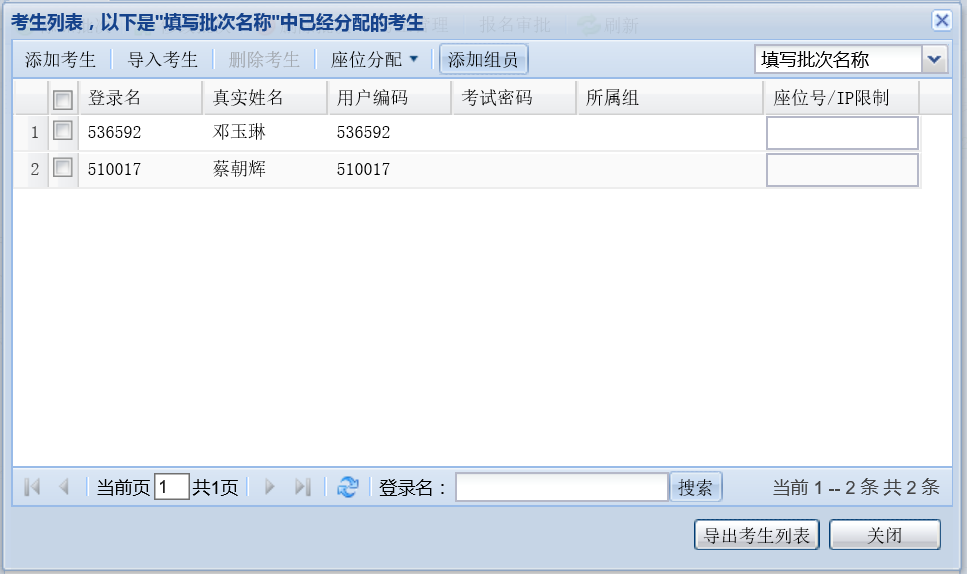 考生列表，以下是"填写批次名称"中已经分配的考生
管理 报名审批 刷新
添加考生 导入考生 删除考生 座位分配 添加组员 填写批次名称
登录名 真实姓名 用户编码 考试密码 所属组 座位号/IP限制
1 536592 邓玉琳 536592
2 510017 蔡朝辉 510017
当前页 1 共1页 登录名： 搜索 当前 1 -- 2 条 共 2 条
导出考生列表 关闭